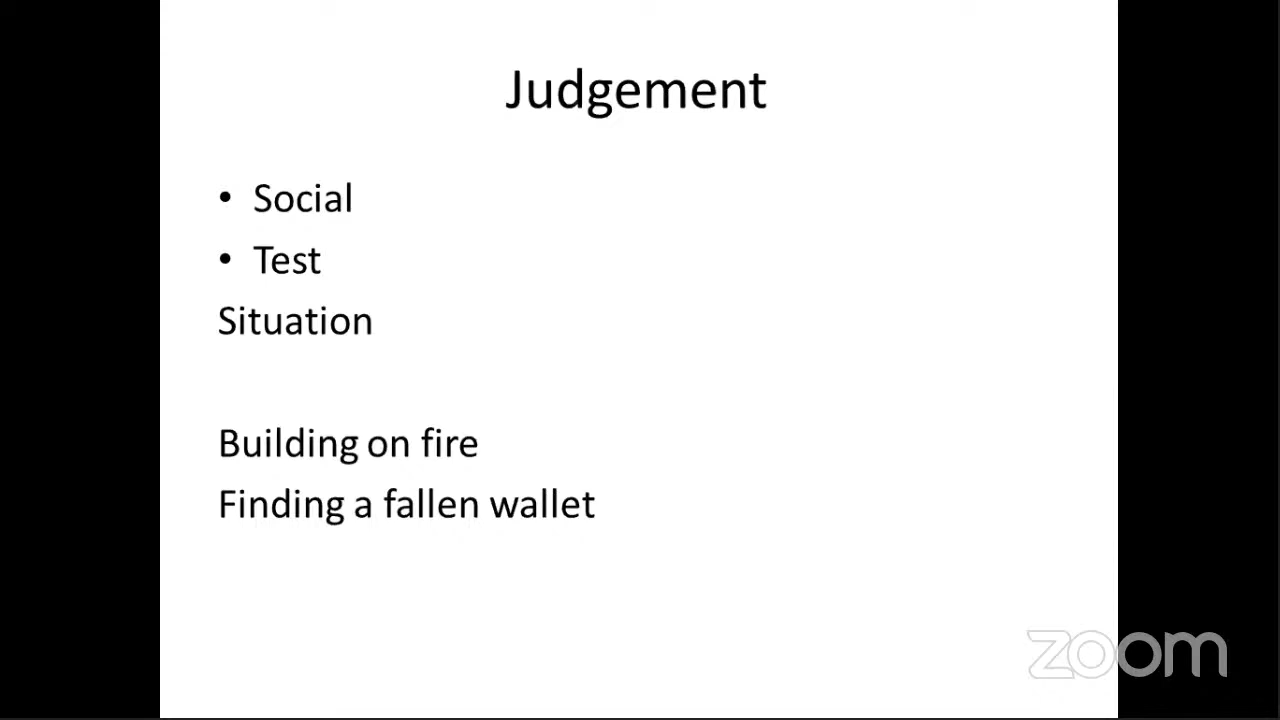 Judgement
• Social
• Test
Situation
Building on fire
Finding a fallen wallet
zoom